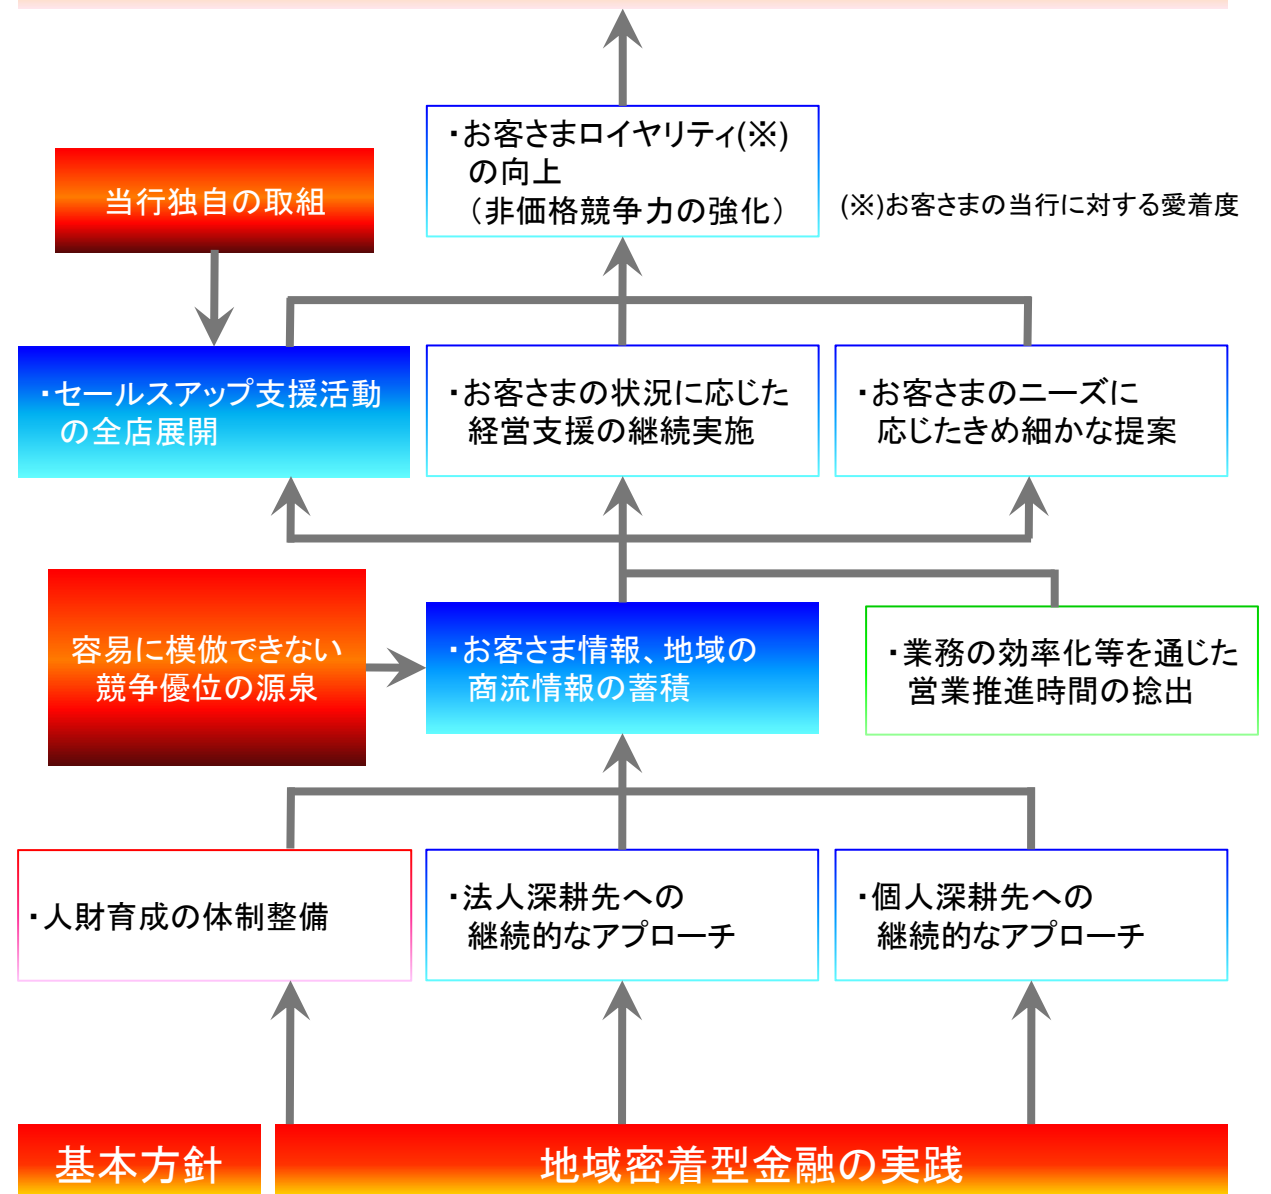 ・お客さまロイヤリティ(※)
の向上
（非価格競争力の強化）
当行独自の取組
(※)お客さまの当行に対する愛着度
・セールスアップ支援活動
の全店展開
・お客さまの状況に応じた
経営支援の継続実施
・お客さまのニーズに
応じたきめ細かな提案
容易に模倣できない
競争優位の源泉
・お客さま情報、地域の
商流情報の蓄積
・業務の効率化等を通じた
営業推進時間の捻出
・人財育成の体制整備
・法人深耕先への
継続的なアプローチ
・個人深耕先への
継続的なアプローチ
基本方針
地域密着型金融の実践